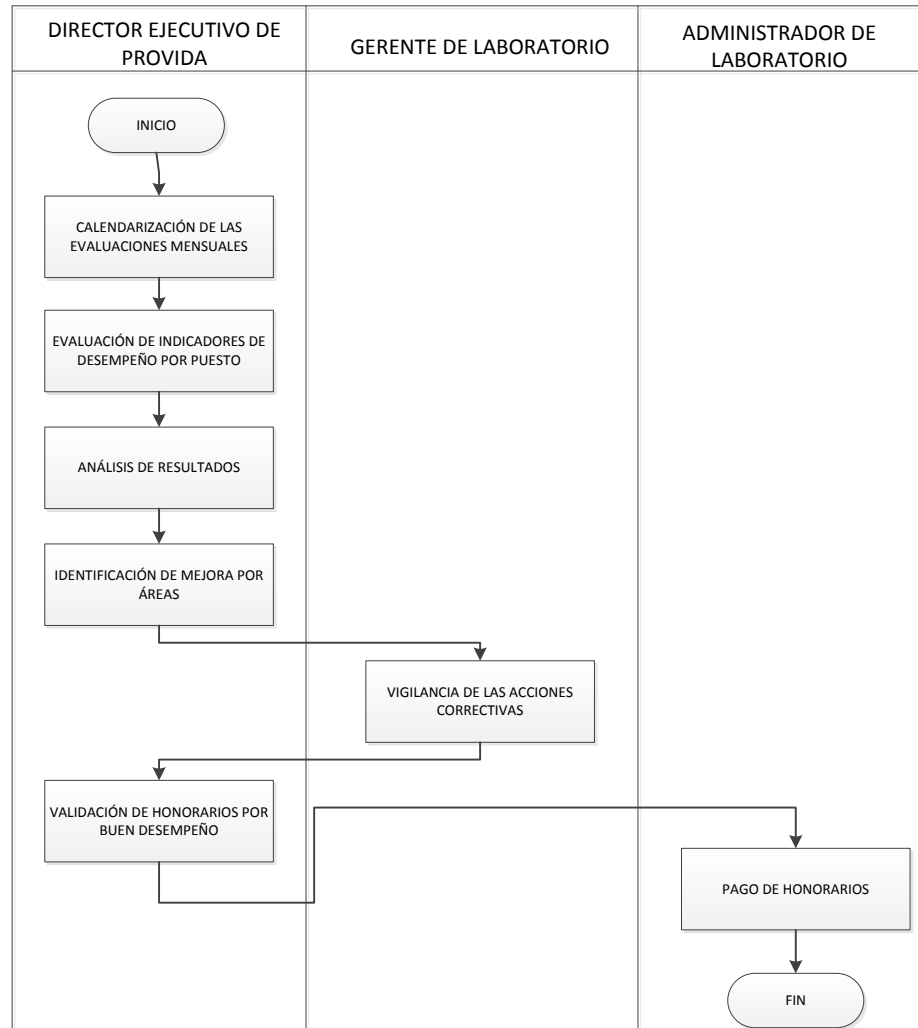 DIRECTOR EJECUTIVO DE
PROVIDA
GERENTE DE LABORATORIO
ADMINISTRADOR DE
LABORATORIO
INICIO
CALENDARIZACIÓN DE LAS
EVALUACIONES MENSUALES
EVALUACIÓN DE INDICADORES DE
DESEMPEÑO POR PUESTO
ANÁLISIS DE RESULTADOS
IDENTIFICACIÓN DE MEJORA POR
ÁREAS
VIGILANCIA DE LAS ACCIONES
CORRECTIVAS
VALIDACIÓN DE HONORARIOS POR
BUEN DESEMPEÑO
PAGO DE HONORARIOS
FIN